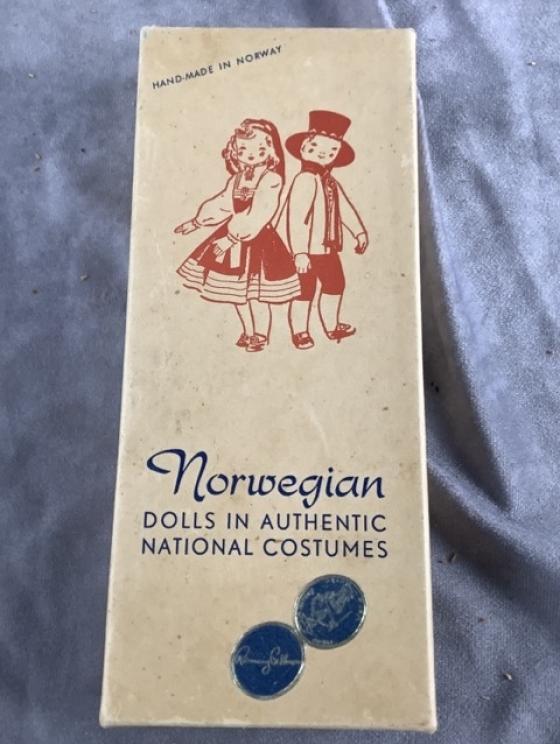 HAND-MADE IN NORWAY
Norwegian
DOLLS IN AUTHENTIC
NATIONAL COSTUMES